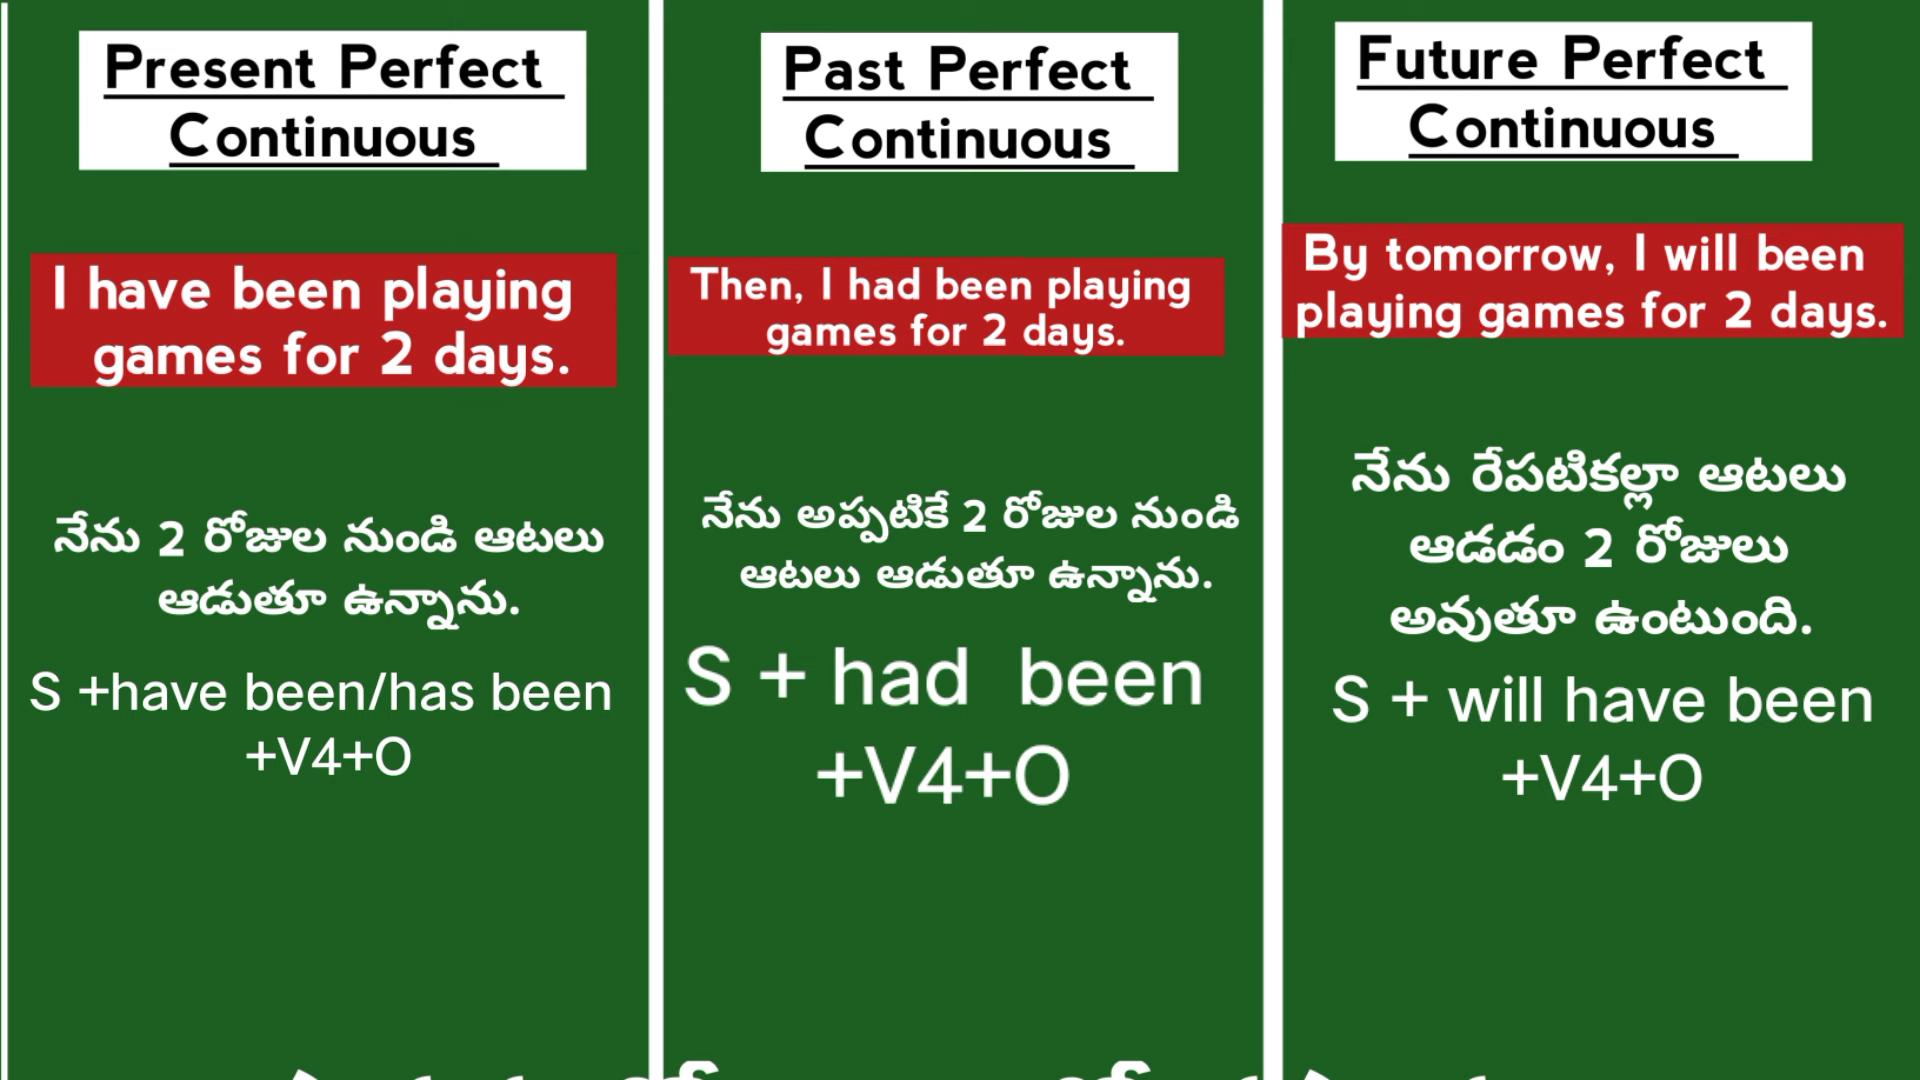 Present Perfect
Continuous
I have been playing
games for 2 days.
నేను 2 రోజుల నుండి ఆటలు
ఆడుతూ ఉన్నాను.
S +have been/has been
+V4+O
Past Perfect
Continuous
Then, I had been playing
games for 2 days.
నేను అప్పటికే 2 రోజుల నుండి
ఆటలు ఆడుతూ ఉన్నాను.
S + had been
+V4+O
Future Perfect
Continuous
By tomorrow, I will been
playing games for 2 days.
నేను రేపటికల్లా ఆటలు
ఆడడం 2 రోజులు
అవుతూ ఉంటుంది.
S + will have been
+V4+O